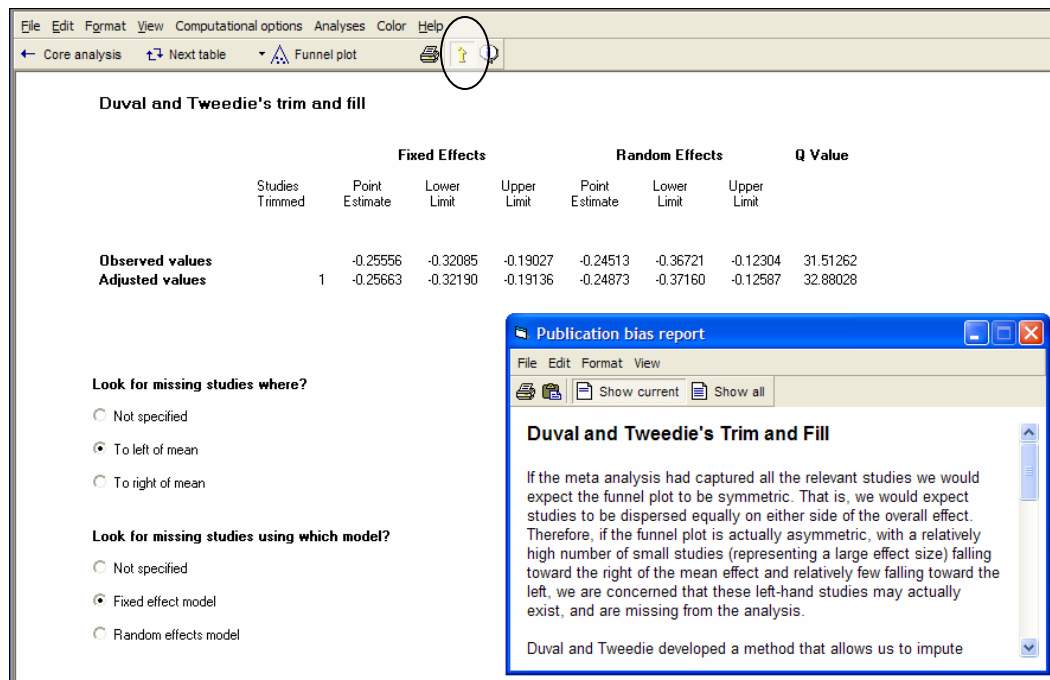 File Edit Format View Computational options Analyses Color Help
Core analysis Next table Funnel plot
Duval and Tweedie's trim and fill
Fixed Effects Random Effects Q Value
Studies Point Lower Upper Point Lower Upper
Trimmed Estimate Limit Limit Estimate Limit Limit
Observed values -0.25556 -0.32085 -0.19027 -0.24513 -0.36721 -0.12304 31.51262
Adjusted values 1 -0.25663 -0.32190 -0.19136 -0.24873 -0.37160 -0.12587 32.88028
Look for missing studies where?
Not specified
To left of mean
To right of mean
Look for missing studies using which model?
Not specified
Fixed effect model
Random effects model
Publication bias report
File Edit Format View
Show current Show all
Duval and Tweedie's Trim and Fill
If the meta analysis had captured all the relevant studies we would
expect the funnel plot to be symmetric. That is, we would expect
studies to be dispersed equally on either side of the overall effect.
Therefore, if the funnel plot is actually asymmetric, with a relatively
high number of small studies (representing a large effect size) falling
toward the right of the mean effect and relatively few falling toward the
left, we are concerned that these left-hand studies may actually
exist, and are missing from the analysis.
Duval and Tweedie developed a method that allows us to impute